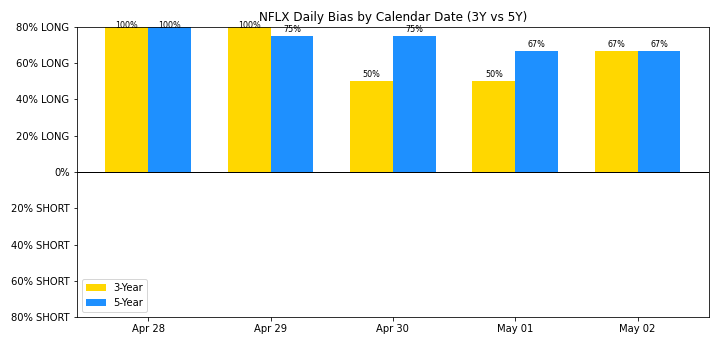 NFLX Daily Bias by Calendar Date (3Y vs 5Y)
80% LONG
60% LONG
40% LONG
20% LONG
0%
20% SHORT
40% SHORT
60% SHORT
80% SHORT
100%
100%
100%
75%
50%
75%
50%
67%
67%
67%
3-Year
5-Year
Apr 28
Apr 29
Apr 30
May 01
May 02